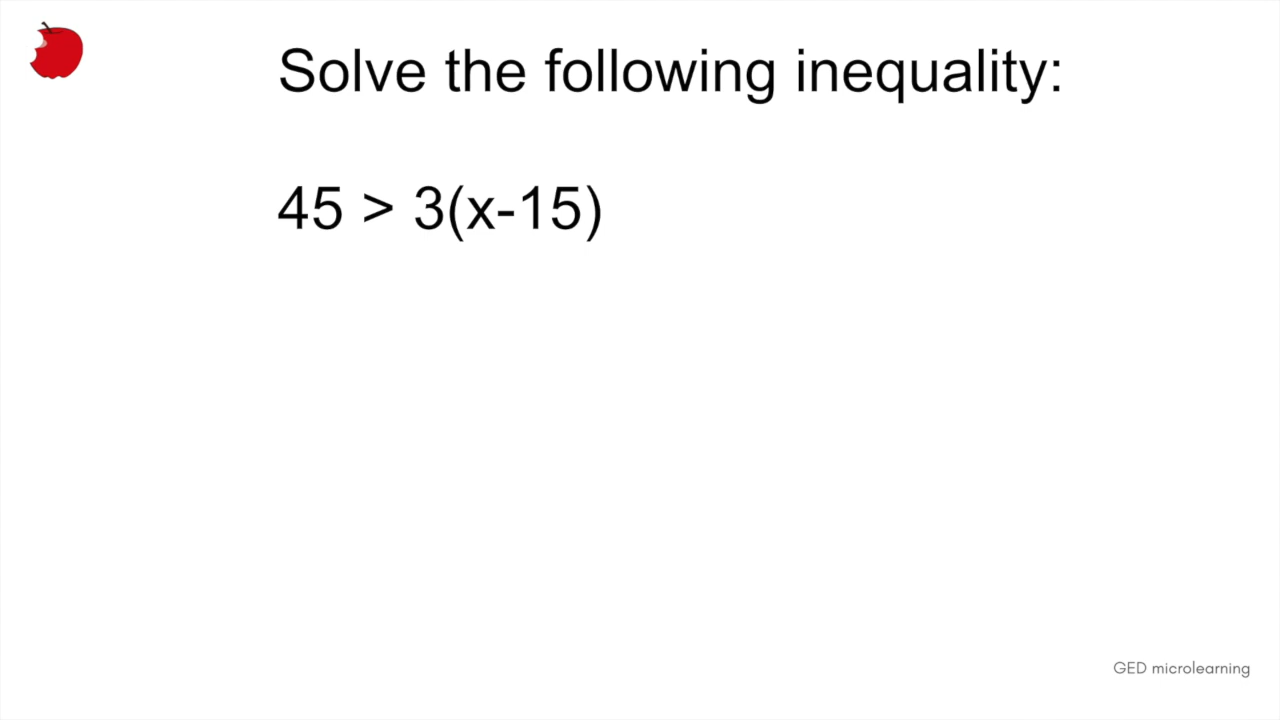 Solve the following inequality:
45 > 3(x-15)
GED microlearning